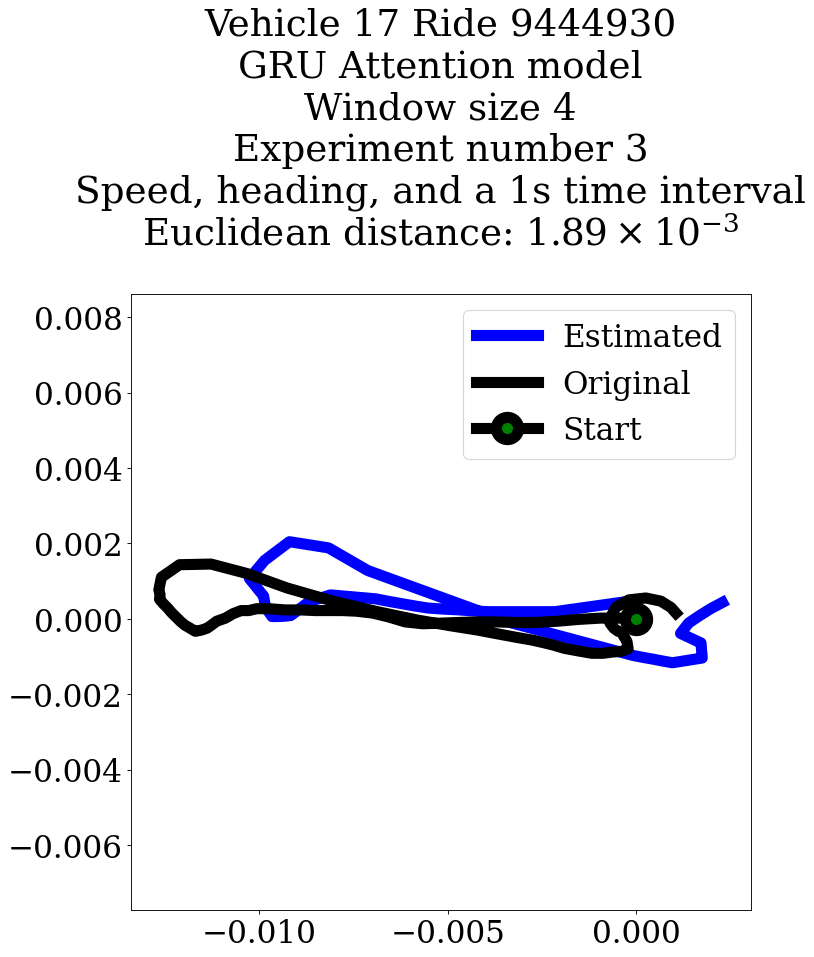 Vehicle 17 Ride 9444930
GRU Attention model
Window size 4
Experiment number 3
Speed, heading, and a 1s time interval
Euclidean distance: 1.89 × 10⁻³
Estimated
Original
Start
0.008
0.006
0.004
0.002
0.000
−0.002
−0.004
−0.006
−0.010
−0.005
0.000